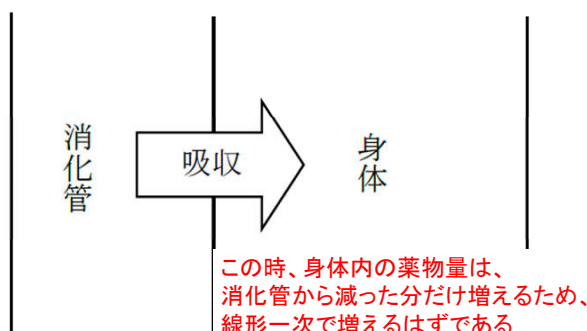 消化管
吸収
身体
この時、身体内の薬物量は、
消化管から減った分だけ増えるため、
線形一次で増えるはずである